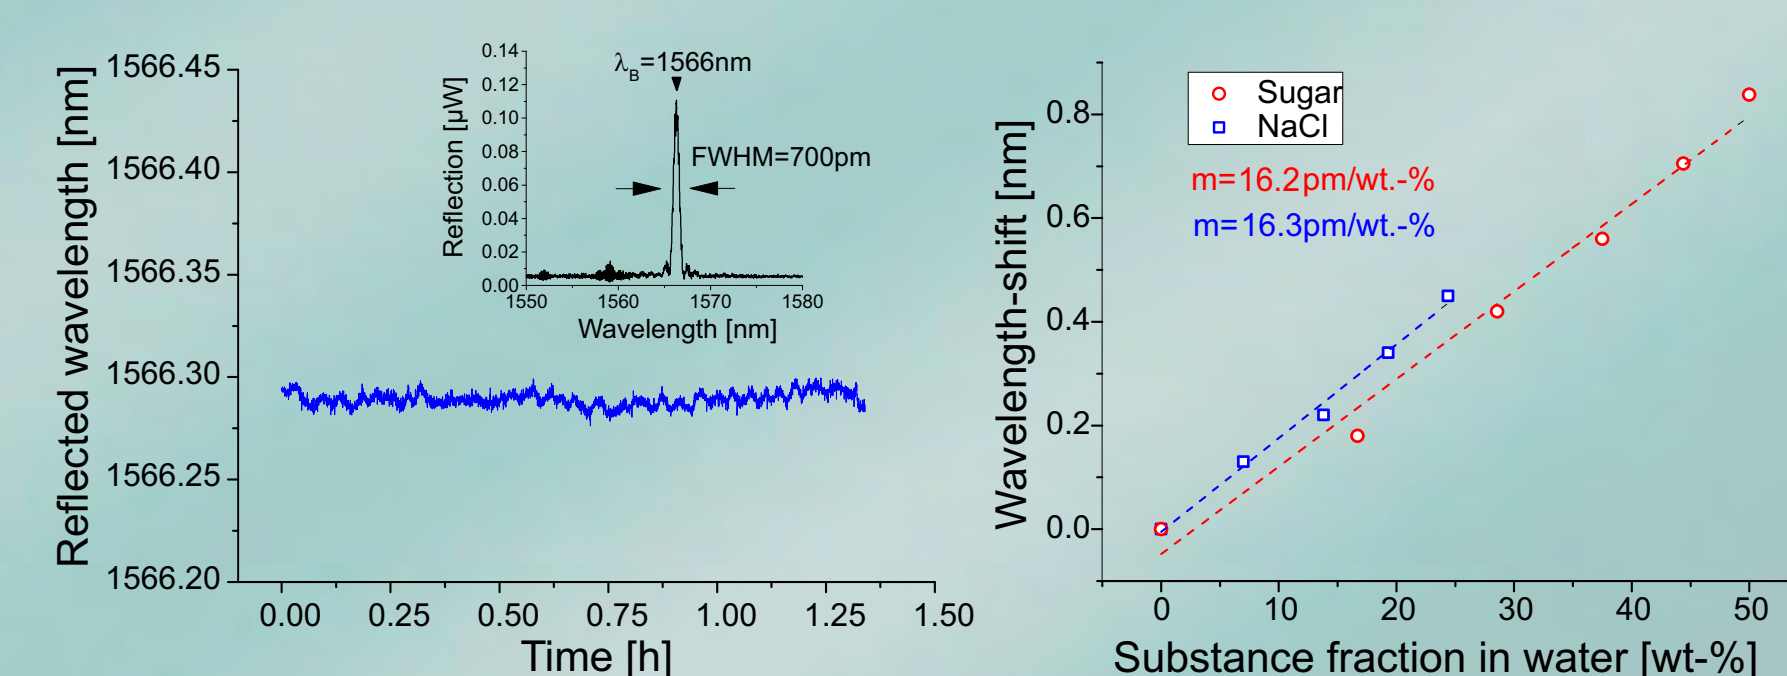 Reflected wavelength [nm]
1566.45
1566.40
1566.35
1566.30
1566.25
1566.20
0.00 0.25 0.50 0.75 1.00 1.25 1.50
Time [h]
Reflection [µW]
0.14
0.12
0.10
0.08
0.06
0.04
0.02
0.00
λB=1566nm
FWHM=700pm
1550 1560 1570 1580
Wavelength [nm]
Wavelength-shift [nm]
0.8
0.6
0.4
0.2
0.0
Sugar
NaCl
m=16.2pm/wt.-%
m=16.3pm/wt.-%
0 10 20 30 40 50
Substance fraction in water [wt-%]